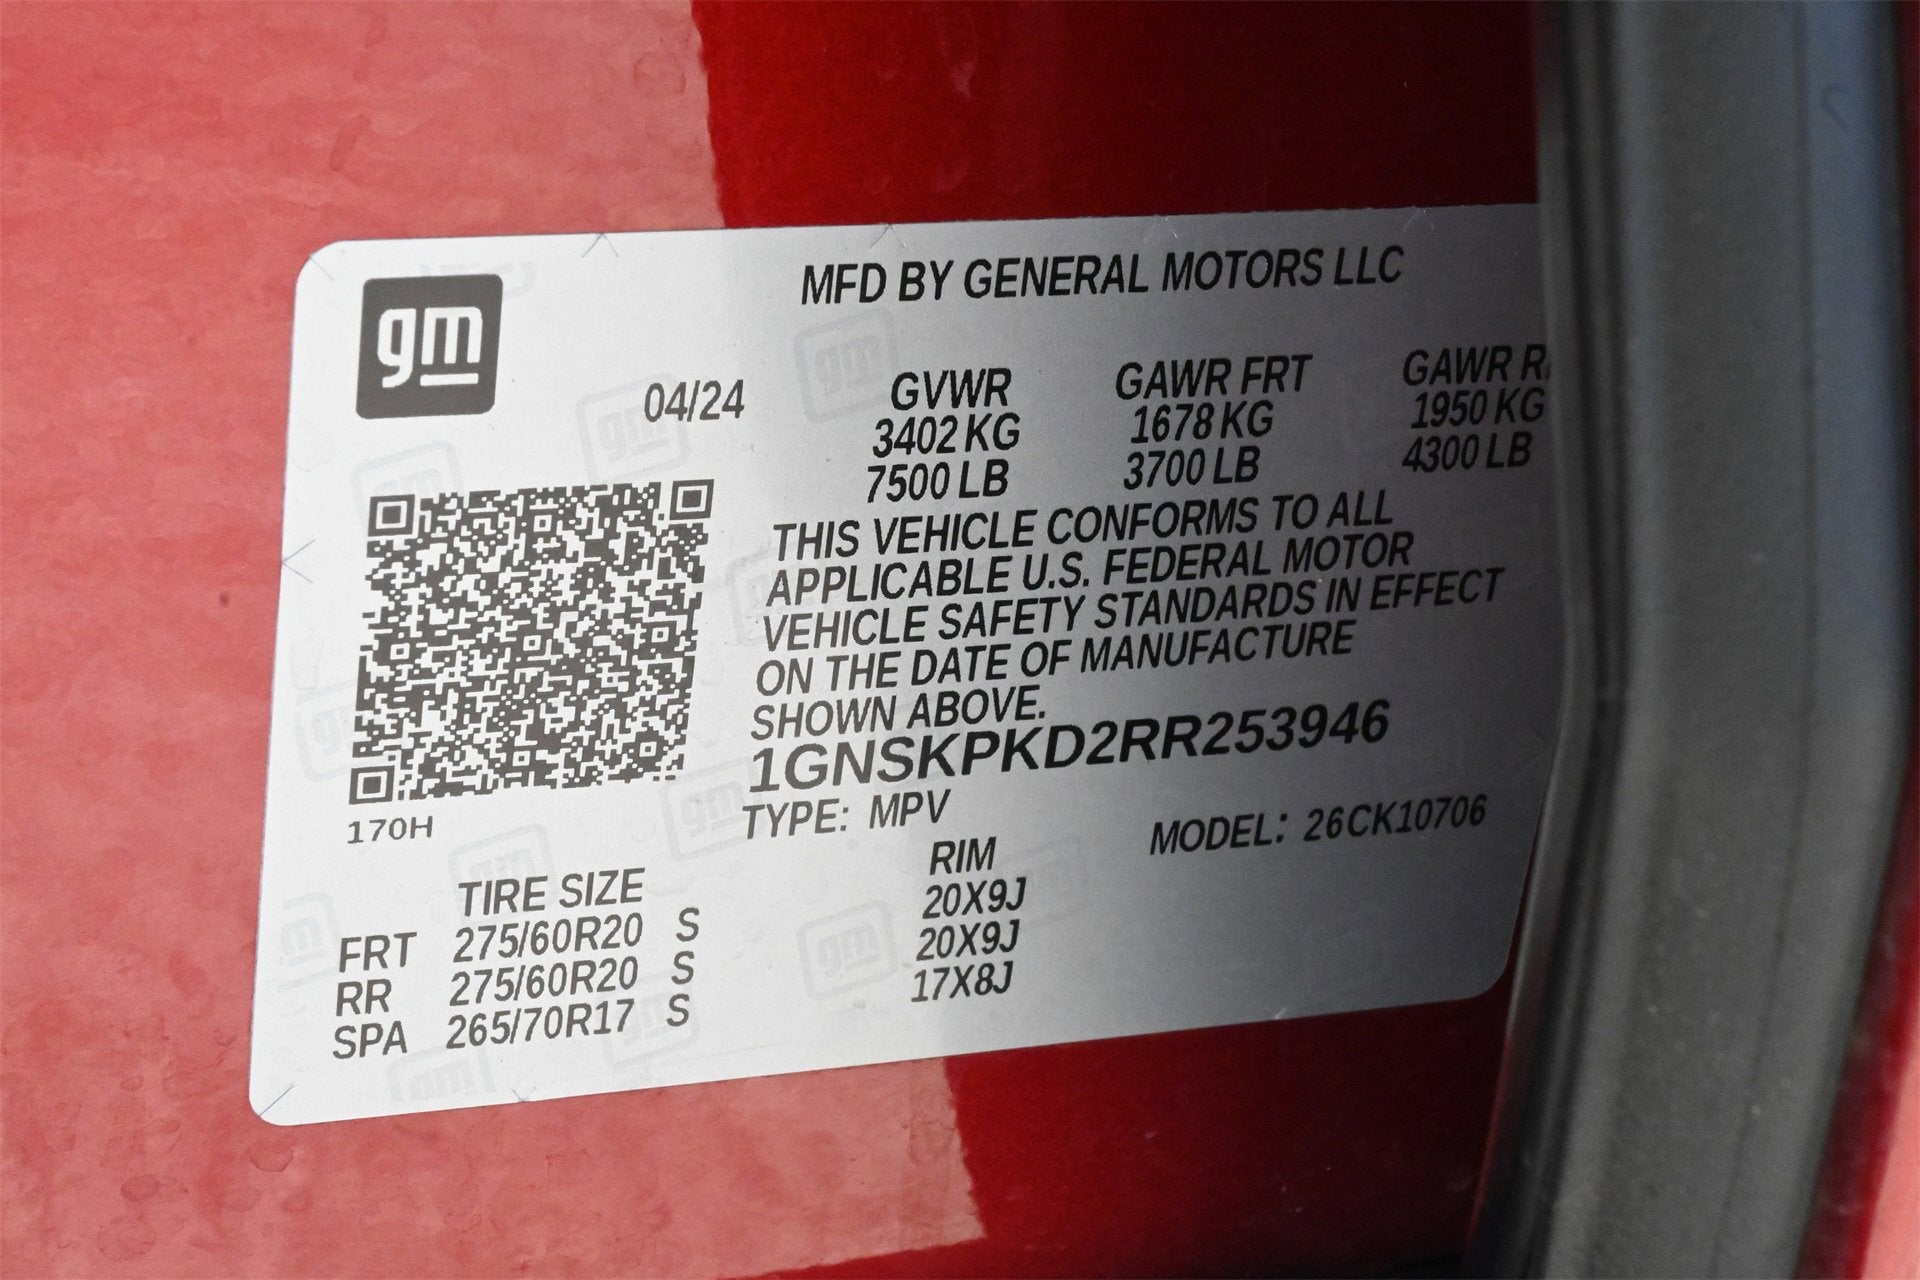 gm
MFD BY GENERAL MOTORS LLC
04/24
GVWR GAWR FRT GAWR
3402 KG 1678 KG 1950 KG
7500 LB 3700 LB 4300 LB
THIS VEHICLE CONFORMS TO ALL
APPLICABLE U.S. FEDERAL MOTOR
VEHICLE SAFETY STANDARDS IN EFFECT
ON THE DATE OF MANUFACTURE
SHOWN ABOVE.
1GNSKPKD2RR253946
170H
TYPE: MPV MODEL: 26CK10706
TIRE SIZE RIM
FRT 275/60R20 S 20X9J
RR 275/60R20 S 20X9J
SPA 265/70R17 S 17X8J